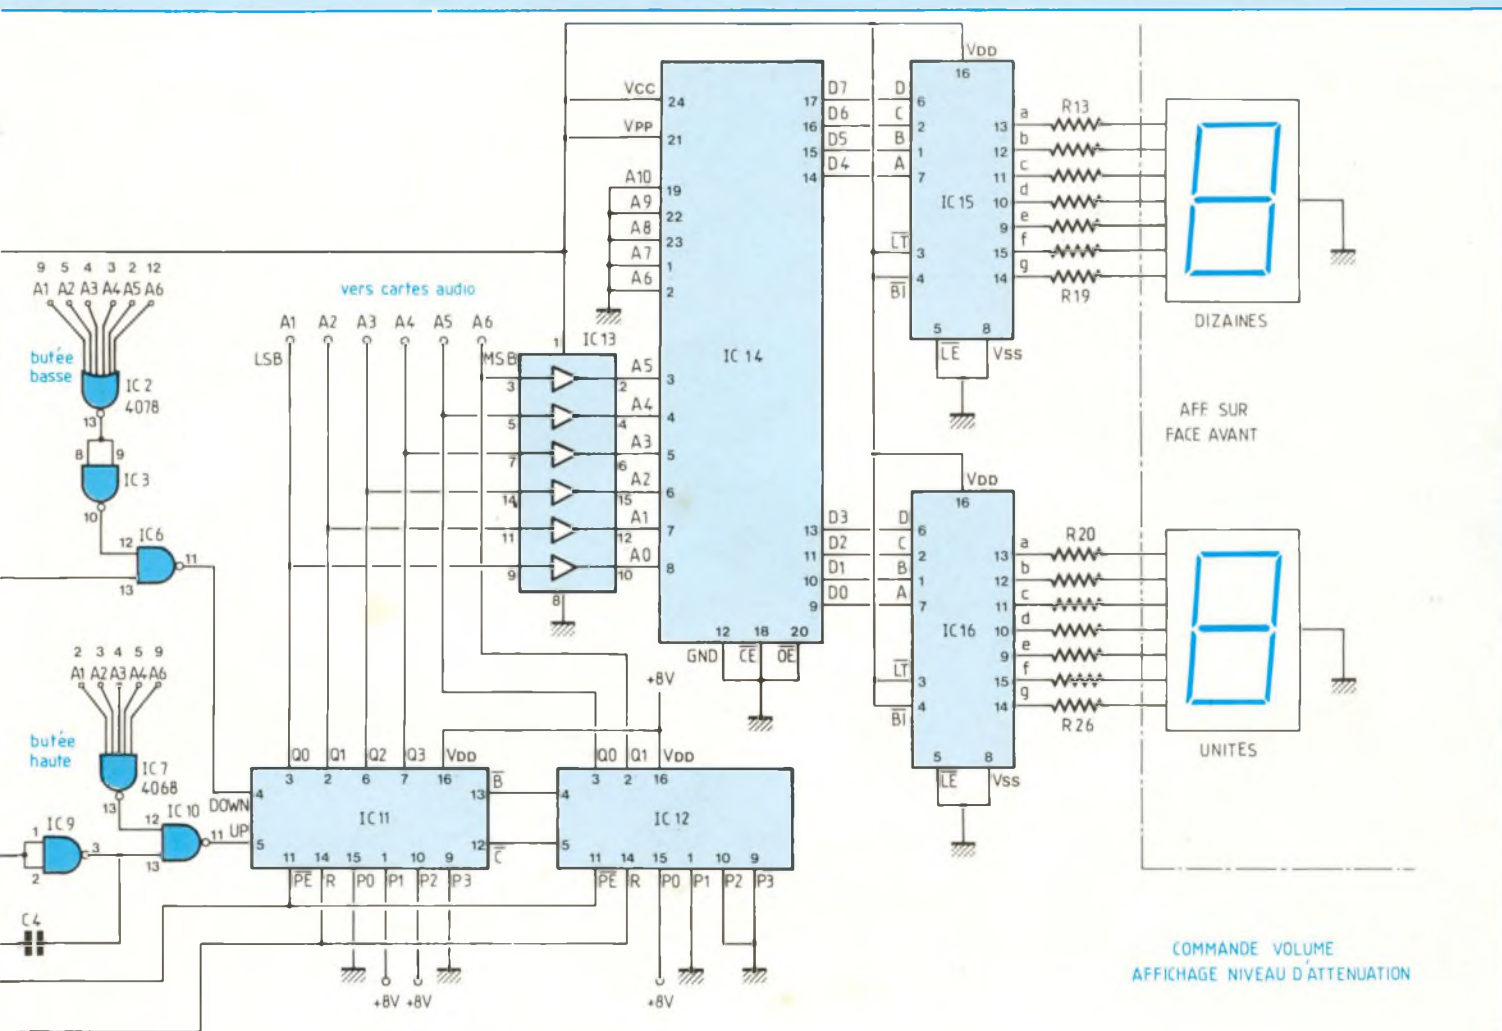 VDD
16
VCC
24
VPP
21
A10
19
A9
22
A8
23
A7
1
A6
2
IC 14
17 D7
16 D6
15 D5
14 D4
D 6
C 2
B 1
A 7
IC 15
LT 3
BI 4
5 8
LE Vss
13 a
12 b
11 c
10 d
9 e
15 f
14 g
R13
R19
DIZAINES
AFF. SUR
FACE AVANT
9 5 4 3 2 12
A1 A2 A3 A4 A5 A6
butée
basse
IC 2
4078
13
8 9
IC 3
10
12 IC6
11
13
vers cartes audio
A1 A2 A3 A4 A5 A6
LSB MSB
1 IC13
3 2 A5 3
5 4 A4 4
7 6 A3 5
14 15 A2 6
11 12 A1 7
9 10 A0 8
8
13 D3
11 D2
10 D1
9 D0
12 18 20
GND CE OE
VDD
16
D 6
C 2
B 1
A 7
IC16
LT 3
BI 4
5 8
LE Vss
13 a
12 b
11 c
10 d
9 e
15 f
14 g
R20
R26
UNITÉS
2 3 4 5 9
A1 A2 A3 A4 A6
butée
haute
IC 7
4068
13
12 IC 10
11 UP
13
IC 9
1
3
2
C4
DOWN
+8V
Q0 Q1 Q2 Q3 VDD
3 2 6 7 16
4 13 B
IC 11
5 12 C
11 14 15 1 10 9
PE R P0 P1 P2 P3
+8V +8V
Q0 Q1 VDD
3 2 16
4
IC 12
5
11 14 15 1 10 9
PE R P0 P1 P2 P3
+8V
COMMANDE VOLUME
AFFICHAGE NIVEAU D'ATTENUATION